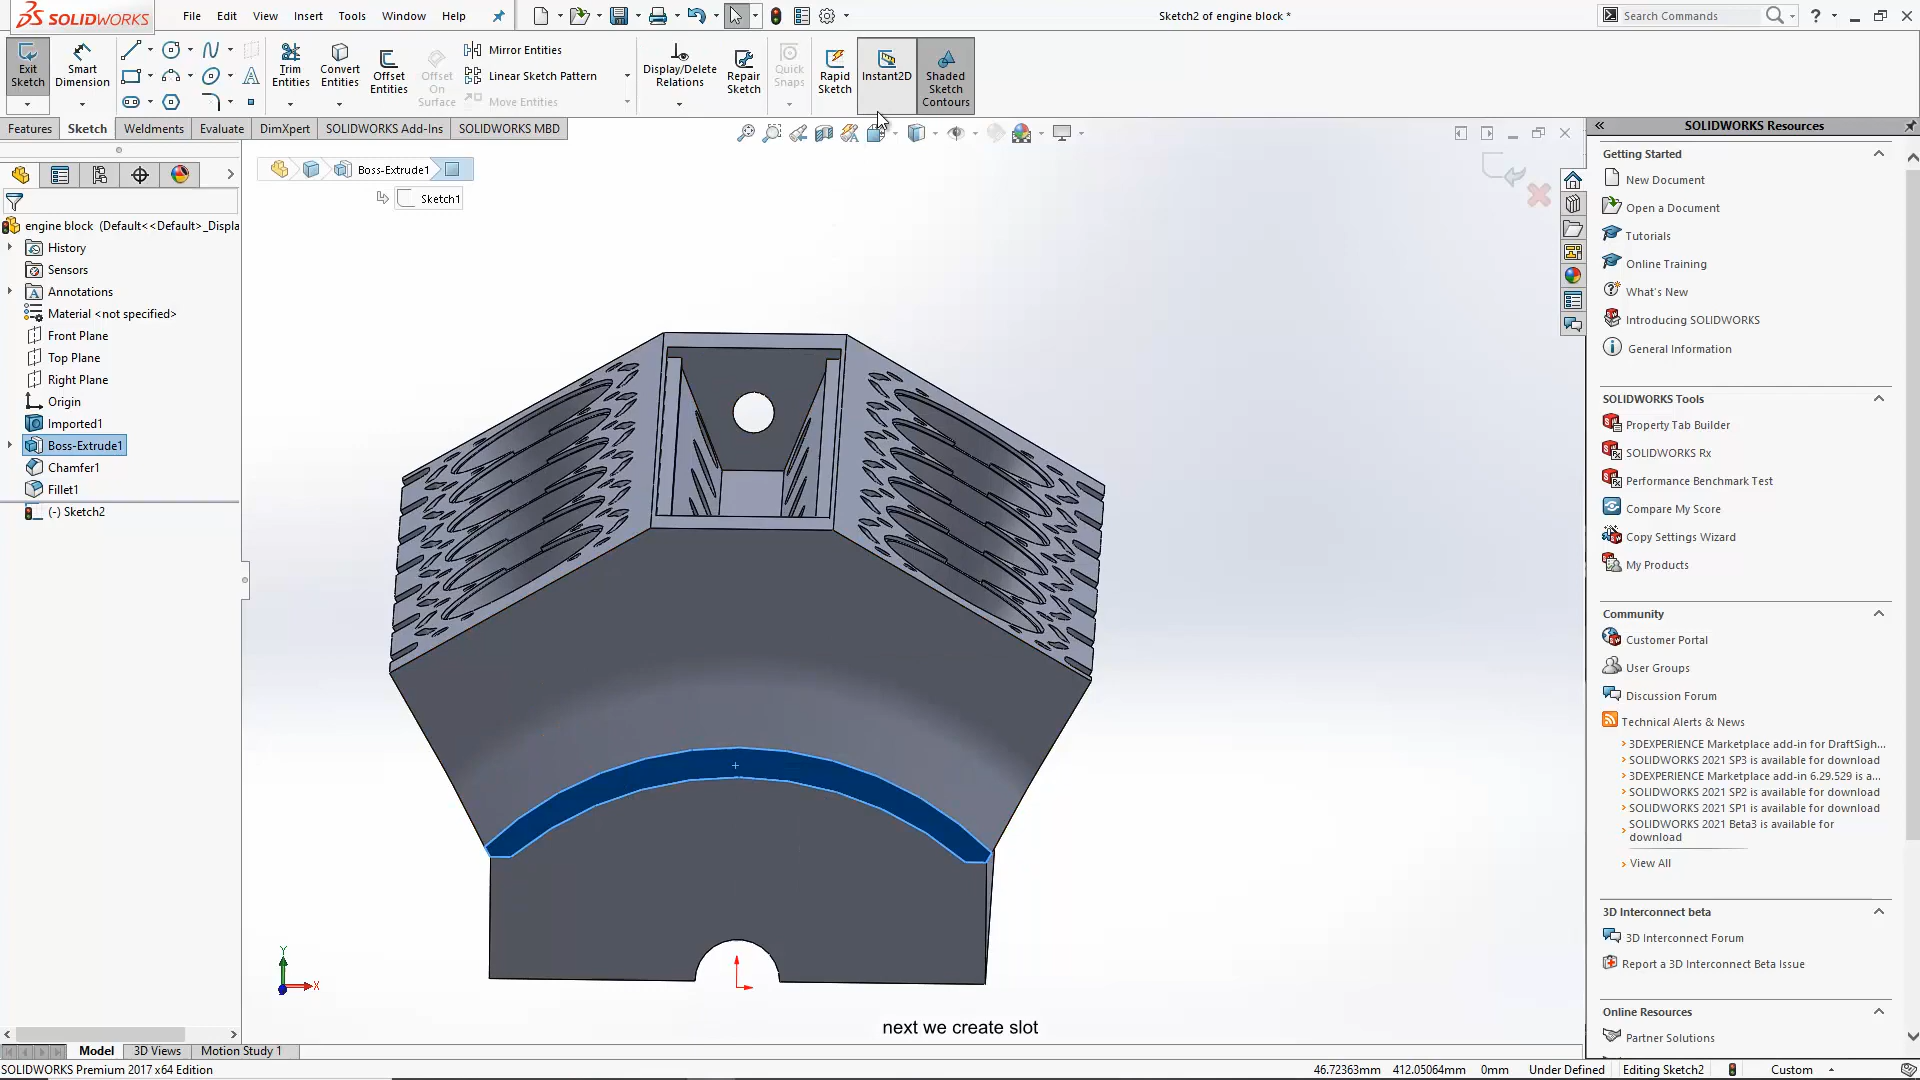 SOLIDWORKS
File Edit View Insert Tools Window Help
Sketch2 of engine block *
Search Commands
Exit Sketch
Smart Dimension
Trim Entities
Convert Entities
Offset Entities
Offset On Surface
Mirror Entities
Linear Sketch Pattern
Move Entities
Display/Delete Relations
Repair Sketch
Quick Snaps
Rapid Sketch
Instant2D
Shaded Sketch Contours
Features Sketch Weldments Evaluate DimXpert SOLIDWORKS Add-Ins SOLIDWORKS MBD
Boss-Extrude1
Sketch1
engine block (Default<<Default>_Displa
History
Sensors
Annotations
Material <not specified>
Front Plane
Top Plane
Right Plane
Origin
Imported1
Boss-Extrude1
Chamfer1
Fillet1
(-) Sketch2
Y
X
next we create slot
SOLIDWORKS Resources
Getting Started
New Document
Open a Document
Tutorials
Online Training
What's New
Introducing SOLIDWORKS
General Information
SOLIDWORKS Tools
Property Tab Builder
SOLIDWORKS Rx
Performance Benchmark Test
Compare My Score
Copy Settings Wizard
My Products
Community
Customer Portal
User Groups
Discussion Forum
Technical Alerts & News
3DEXPERIENCE Marketplace add-in for DraftSigh...
SOLIDWORKS 2021 SP3 is available for download
3DEXPERIENCE Marketplace add-in 6.29.529 is a...
SOLIDWORKS 2021 SP2 is available for download
SOLIDWORKS 2021 SP1 is available for download
SOLIDWORKS 2021 Beta3 is available for
download
View All
3D Interconnect beta
3D Interconnect Forum
Report a 3D Interconnect Beta Issue
Online Resources
Partner Solutions
Model 3D Views Motion Study 1
SOLIDWORKS Premium 2017 x64 Edition
46.72363mm 412.05064mm 0mm Under Defined Editing Sketch2 Custom